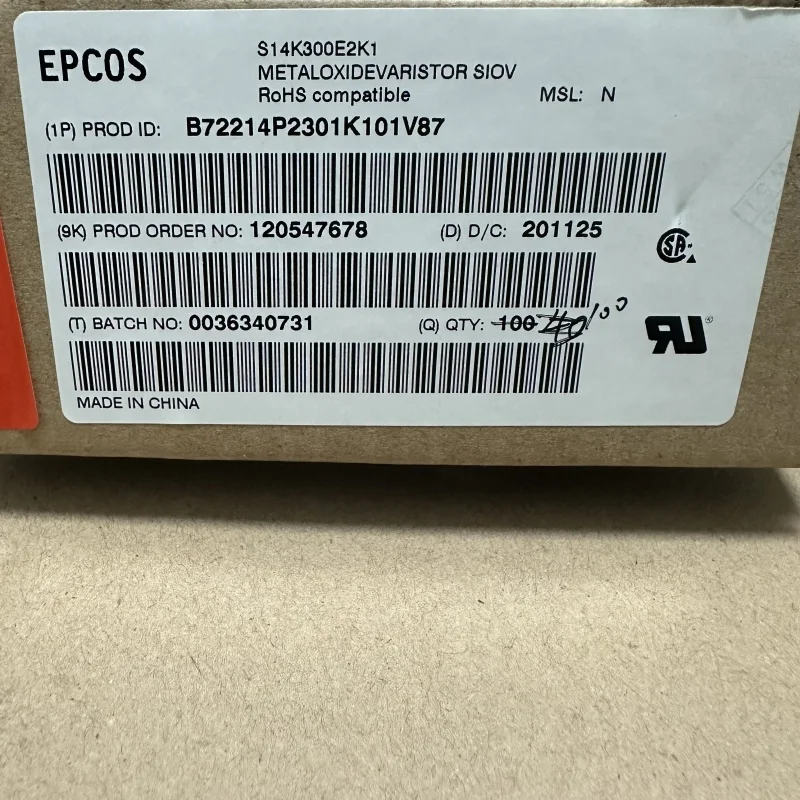 EPCOS
S14K300E2K1
METALOXIDEVARISTOR SIOV
RoHS compatible MSL: N
(1P) PROD ID: B72214P2301K101V87
(9K) PROD ORDER NO: 120547678 (D) D/C: 201125
(T) BATCH NO: 0036340731 (Q) QTY: 100 100
MADE IN CHINA